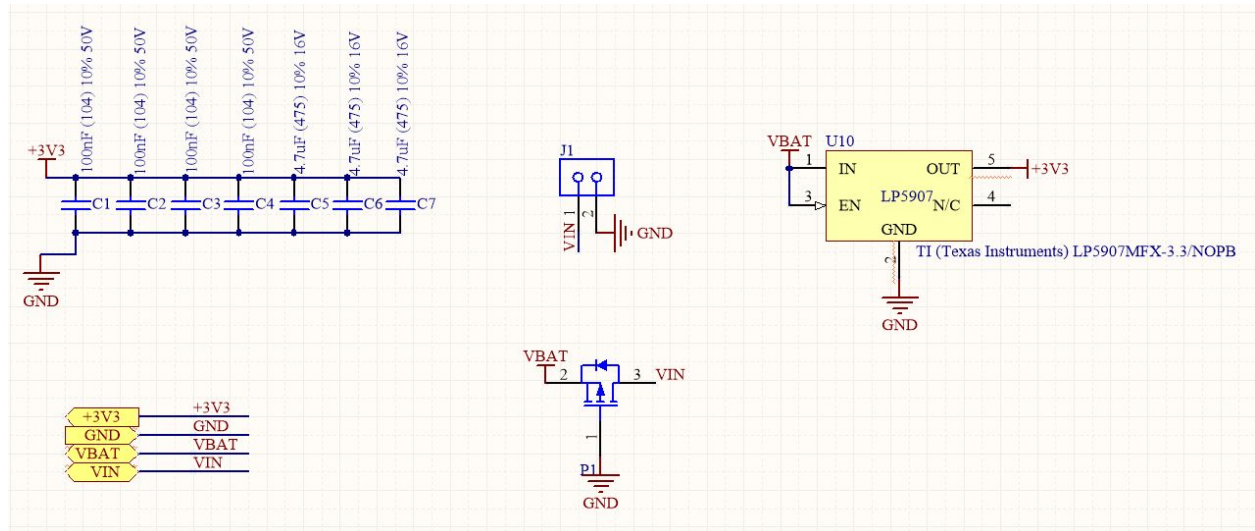 100nF (104) 10% 50V
100nF (104) 10% 50V
100nF (104) 10% 50V
100nF (104) 10% 50V
4.7uF (475) 10% 16V
4.7uF (475) 10% 16V
4.7uF (475) 10% 16V
+3V3
C1 C2 C3 C4 C5 C6 C7
GND
J1
VIN 1
2
GND
VBAT
U10
1 IN OUT 5 +3V3
3 EN LP5907 N/C 4
GND
2
TI (Texas Instruments) LP5907MFX-3.3/NOPB
GND
VBAT
2 3 VIN
1
P1
GND
+3V3 +3V3
GND GND
VBAT VBAT
VIN VIN